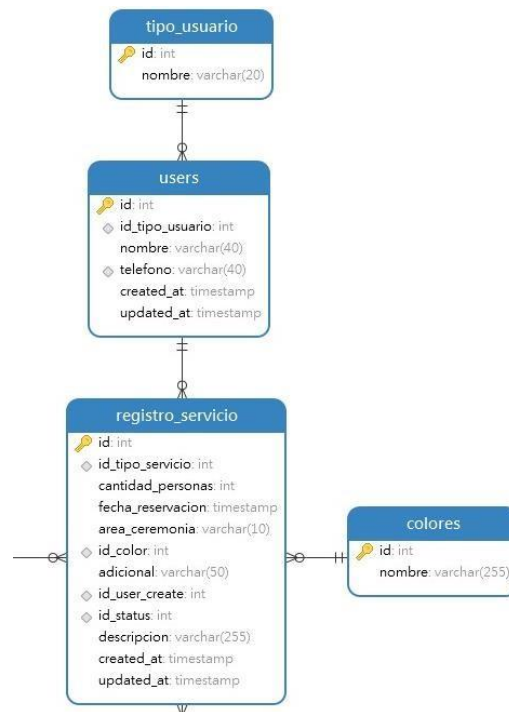 tipo_usuario
id: int
nombre: varchar(20)
users
id: int
id_tipo_usuario: int
nombre: varchar(40)
telefono: varchar(40)
created_at: timestamp
updated_at: timestamp
registro_servicio
id: int
id_tipo_servicio: int
cantidad_personas: int
fecha_reservacion: timestamp
area_ceremonia: varchar(10)
id_color: int
adicional: varchar(50)
id_user_create: int
id_status: int
descripcion: varchar(255)
created_at: timestamp
updated_at: timestamp
colores
id: int
nombre: varchar(255)